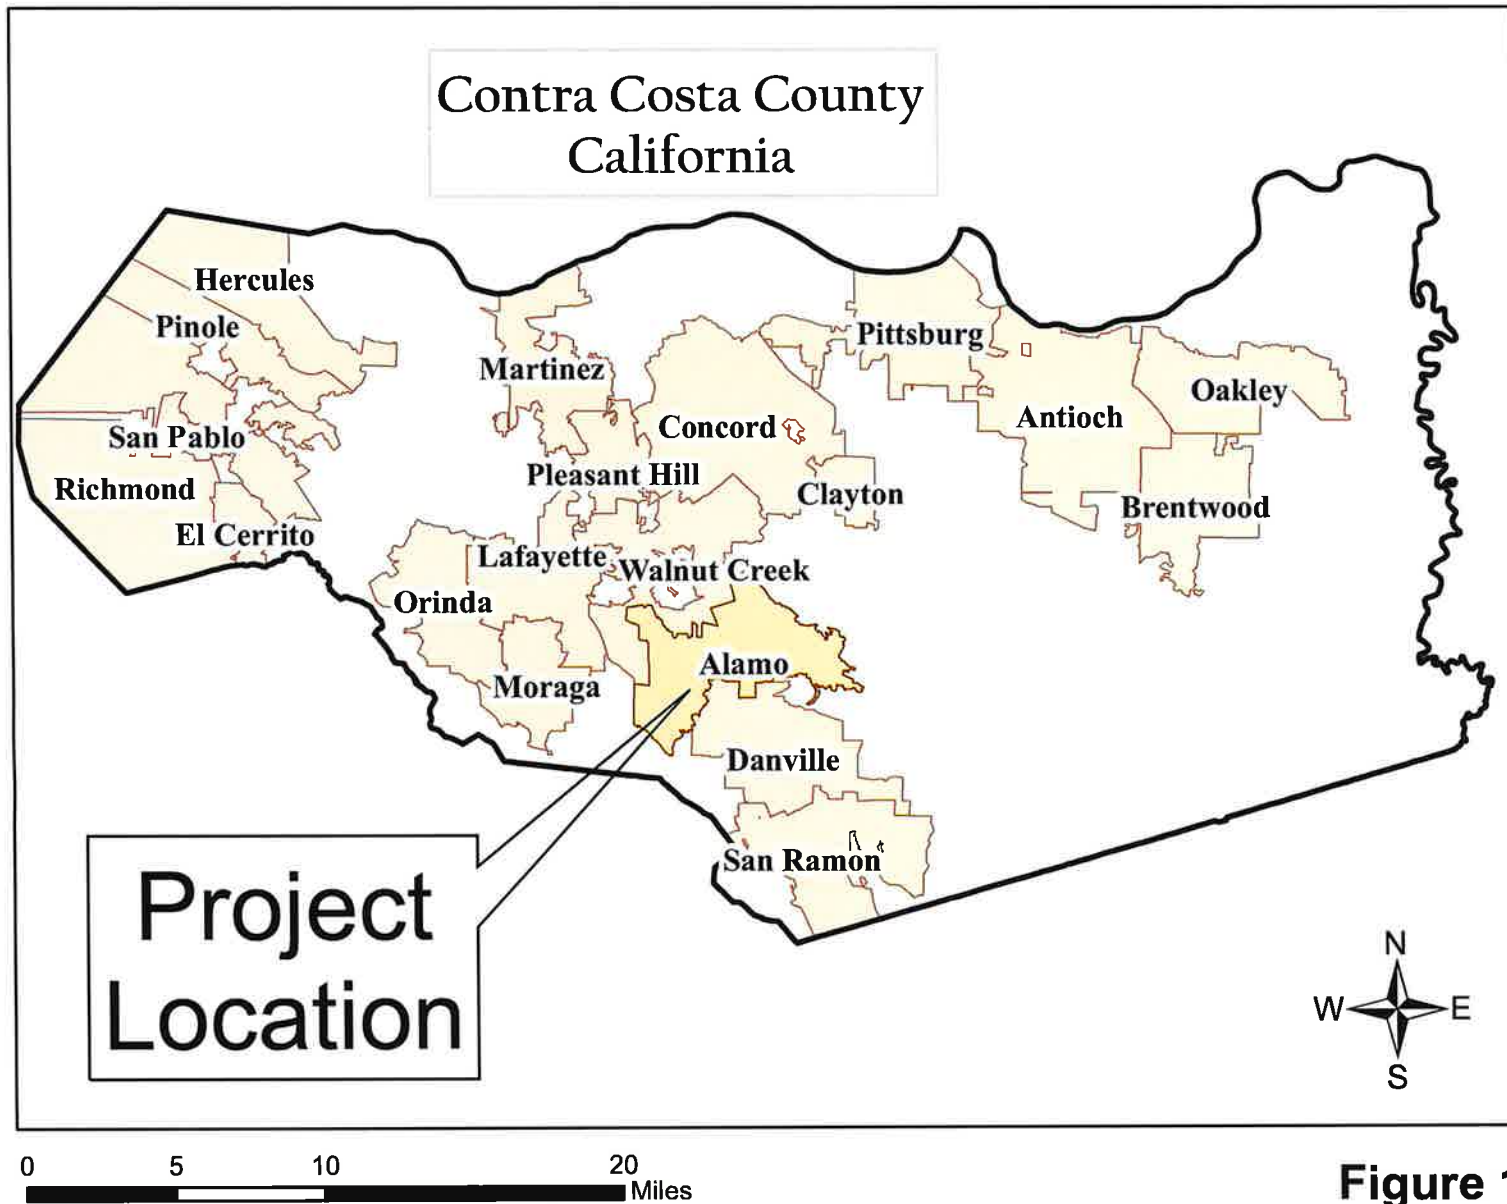 Contra Costa County
California
Hercules
Pinole
Martinez
Pittsburg
Oakley
Antioch
Concord
San Pablo
Pleasant Hill
Richmond
Clayton
Brentwood
El Cerrito
Lafayette
Walnut Creek
Orinda
Alamo
Moraga
Danville
San Ramon
Project
Location
N
W E
S
0 5 10 20
Miles
Figure 1